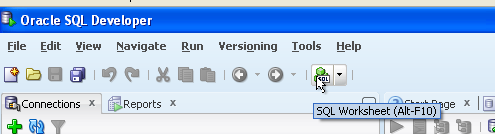 Oracle SQL Developer
File Edit View Navigate Run Versioning Tools Help
SQL
Connections x Reports x Start Page x
SQL Worksheet (Alt-F10)